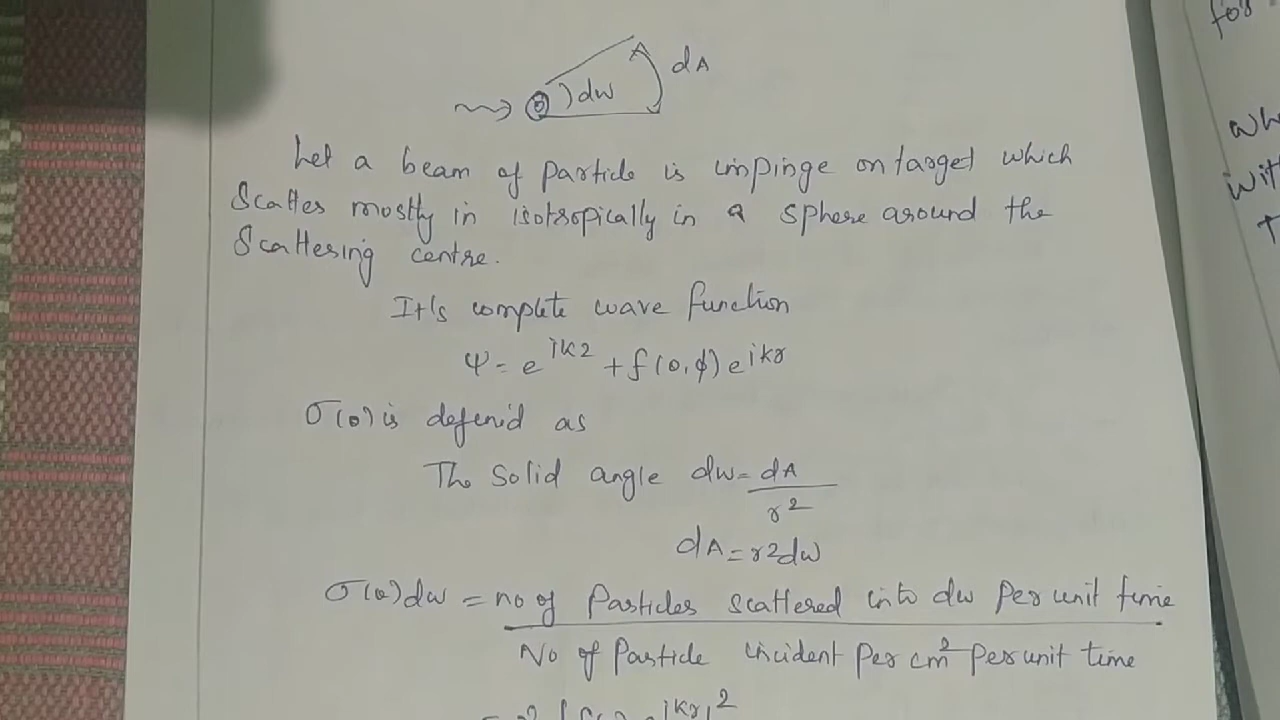 dA
dw
Let a beam of Particle is impinge on target which
Scatters mostly in isotropically in a sphere around the
Scattering centre.
It's complete wave function
Ψ = e^ikz + f(θ,φ) e^ikr
σ(θ) is defenid as
The Solid angle dw = dA / r²
dA = r²dw
σ(θ)dw = no of Particles scattered into dw Per unit time
No of Particle incident Per cm² Per unit time
for